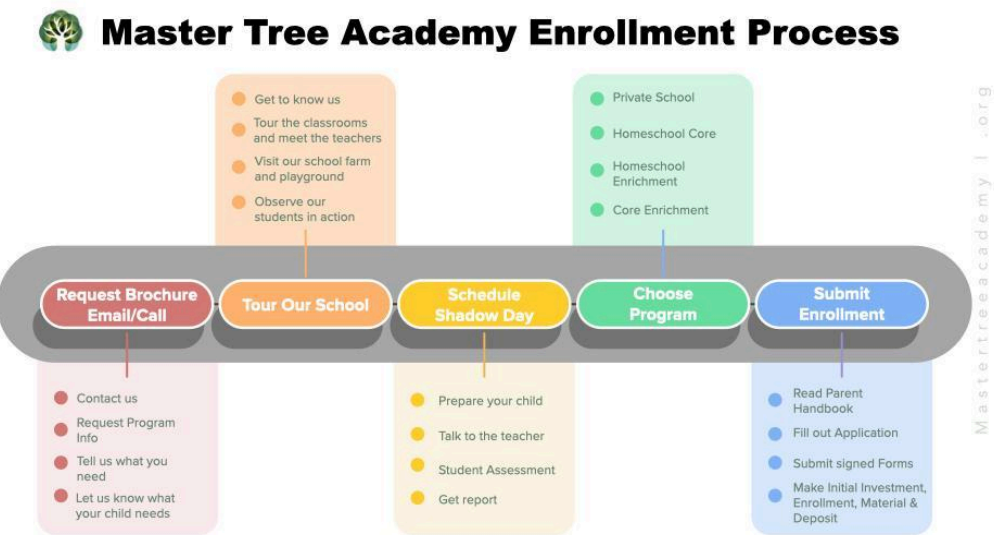 Master Tree Academy Enrollment Process
Get to know us
Tour the classrooms
and meet the teachers
Visit our school farm
and playground
Observe our
students in action
Private School
Homeschool Core
Homeschool
Enrichment
Core Enrichment
Request Brochure
Email/Call
Tour Our School
Schedule
Shadow Day
Choose
Program
Submit
Enrollment
Contact us
Request Program
Info
Tell us what you
need
Let us know what
your child needs
Prepare your child
Talk to the teacher
Student Assessment
Get report
Read Parent
Handbook
Fill out Application
Submit signed Forms
Make Initial Investment,
Enrollment, Material &
Deposit
Mastertreeacademy1.org